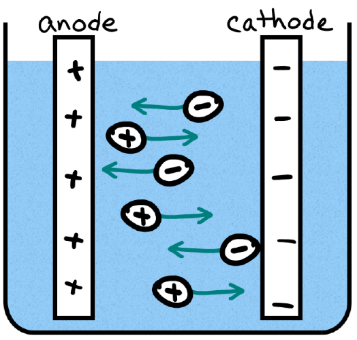 anode cathode
+ −
−
+ +
−
+ −
+
+ − −
+ + −